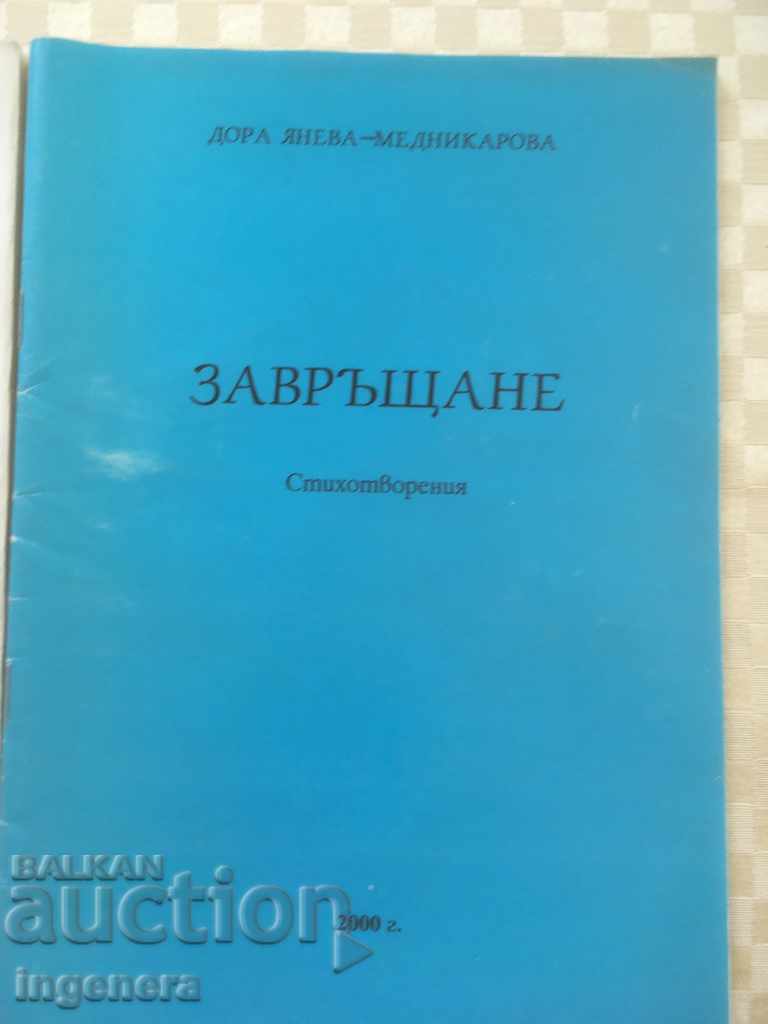 ДОРА ЯНЕВА–МЕДНИКАРОВА
ЗАВРЪЩАНЕ
Стихотворения
2000 г.
BALKAN
auction
ingenera